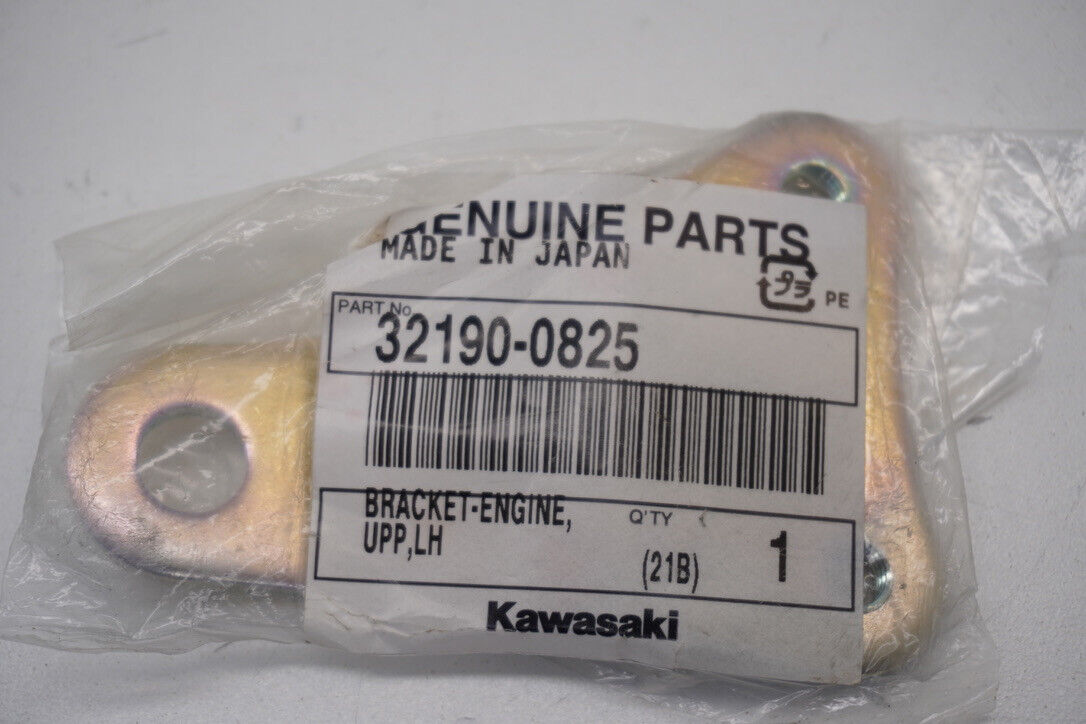 GENUINE PARTS
MADE IN JAPAN
プラ PE
PART No.
32190-0825
BRACKET-ENGINE,
UPP,LH
Q'TY
(21B)
1
Kawasaki